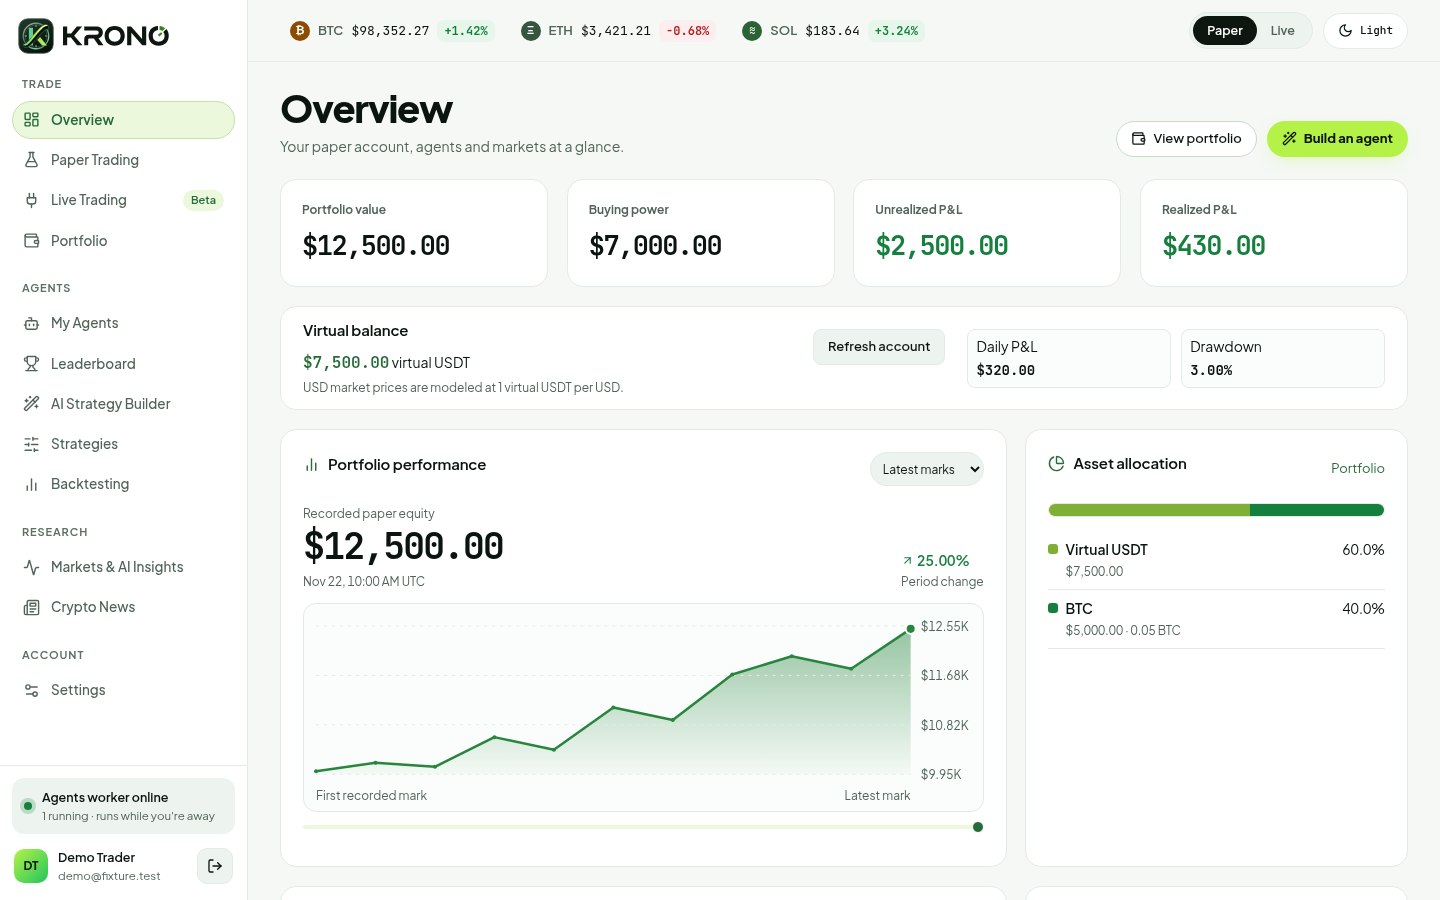 KRONO
TRADE
Overview
Paper Trading
Live Trading Beta
Portfolio
AGENTS
My Agents
Leaderboard
AI Strategy Builder
Strategies
Backtesting
RESEARCH
Markets & AI Insights
Crypto News
ACCOUNT
Settings
Agents worker online
1 running · runs while you're away
DT
Demo Trader
demo@fixture.test
BTC $98,352.27 +1.42%
ETH $3,421.21 -0.68%
SOL $183.64 +3.24%
Paper Live
Light
Overview
Your paper account, agents and markets at a glance.
View portfolio
Build an agent
Portfolio value
$12,500.00
Buying power
$7,000.00
Unrealized P&L
$2,500.00
Realized P&L
$430.00
Virtual balance
$7,500.00 virtual USDT
USD market prices are modeled at 1 virtual USDT per USD.
Refresh account
Daily P&L
$320.00
Drawdown
3.00%
Portfolio performance
Latest marks
Recorded paper equity
$12,500.00
Nov 22, 10:00 AM UTC
25.00%
Period change
$12.55K
$11.68K
$10.82K
$9.95K
First recorded mark
Latest mark
Asset allocation
Portfolio
Virtual USDT 60.0%
$7,500.00
BTC 40.0%
$5,000.00 · 0.05 BTC